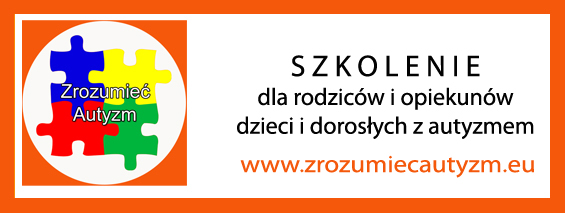 Zrozumieć
Autyzm
SZKOLENIE
dla rodziców i opiekunów
dzieci i dorosłych z autyzmem
www.zrozumiecautyzm.eu